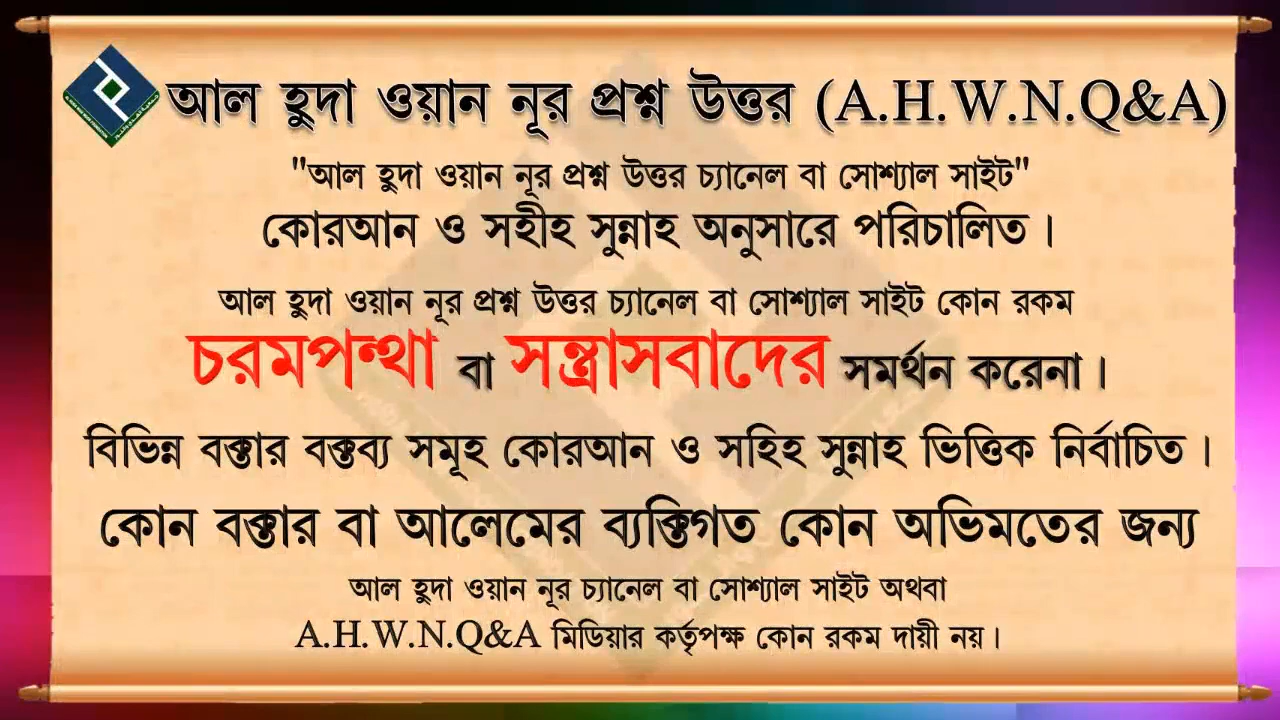 আল হুদা ওয়ান নূর প্রশ্ন উত্তর (A.H.W.N.Q&A)
"আল হুদা ওয়ান নূর প্রশ্ন উত্তর চ্যানেল বা সোশ্যাল সাইট"
কোরআন ও সহীহ সুন্নাহ অনুসারে পরিচালিত।
আল হুদা ওয়ান নূর প্রশ্ন উত্তর চ্যানেল বা সোশ্যাল সাইট কোন রকম
চরমপন্থা বা সন্ত্রাসবাদের সমর্থন করেনা।
বিভিন্ন বক্তার বক্তব্য সমূহ কোরআন ও সহিহ সুন্নাহ ভিত্তিক নির্বাচিত।
কোন বক্তার বা আলেমের ব্যক্তিগত কোন অভিমতের জন্য
আল হুদা ওয়ান নূর চ্যানেল বা সোশ্যাল সাইট অথবা
A.H.W.N.Q&A মিডিয়ার কর্তৃপক্ষ কোন রকম দায়ী নয়।